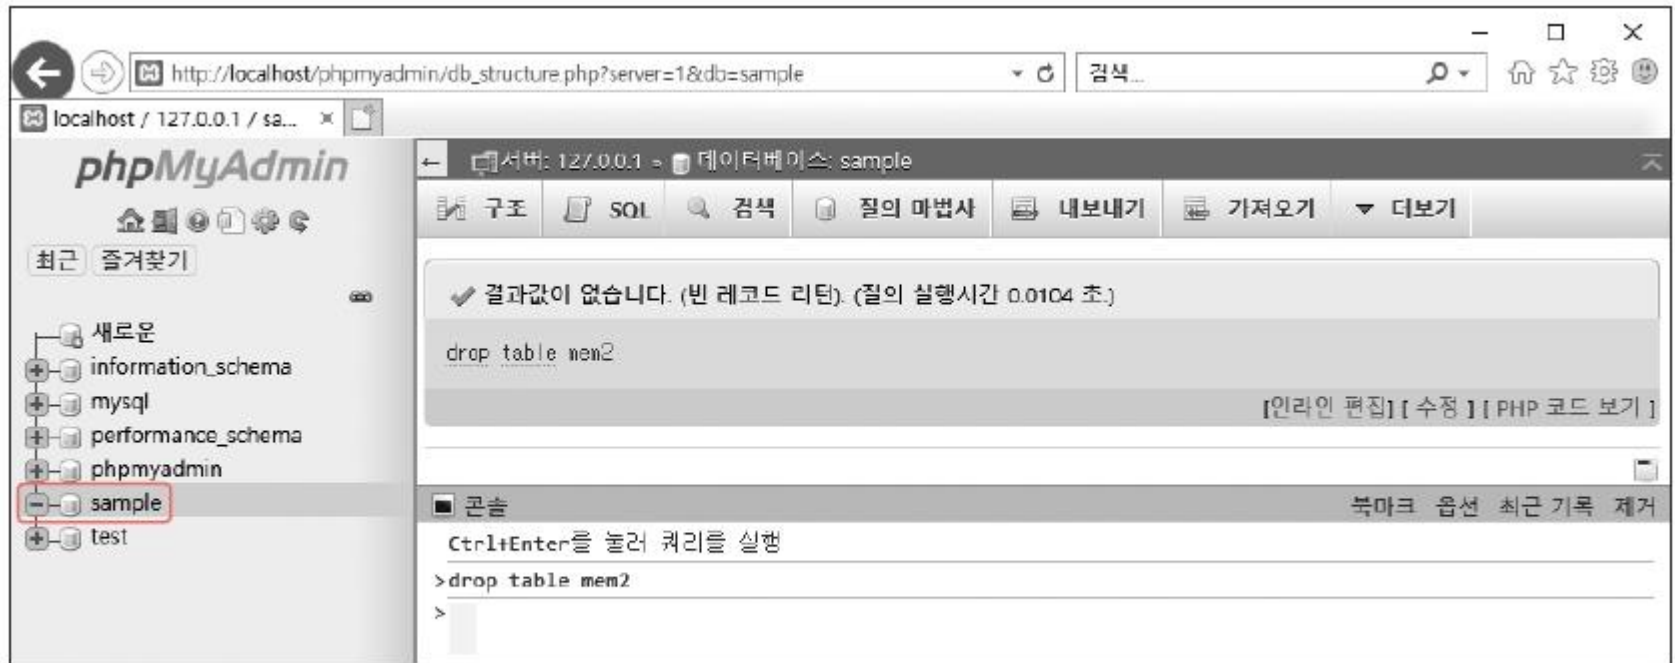 http://localhost/phpmyadmin/db_structure.php?server=1&db=sample
검색...
localhost / 127.0.0.1 / sa...
phpMyAdmin
최근 즐겨찾기
새로운
information_schema
mysql
performance_schema
phpmyadmin
sample
test
서버: 127.0.0.1 » 데이터베이스: sample
구조 SQL 검색 질의 마법사 내보내기 가져오기 더보기
결과값이 없습니다. (빈 레코드 리턴). (질의 실행시간 0.0104 초.)
drop table mem2
[인라인 편집] [ 수정 ] [ PHP 코드 보기 ]
콘솔 북마크 옵션 최근 기록 제거
Ctrl+Enter를 눌러 쿼리를 실행
>drop table mem2
>